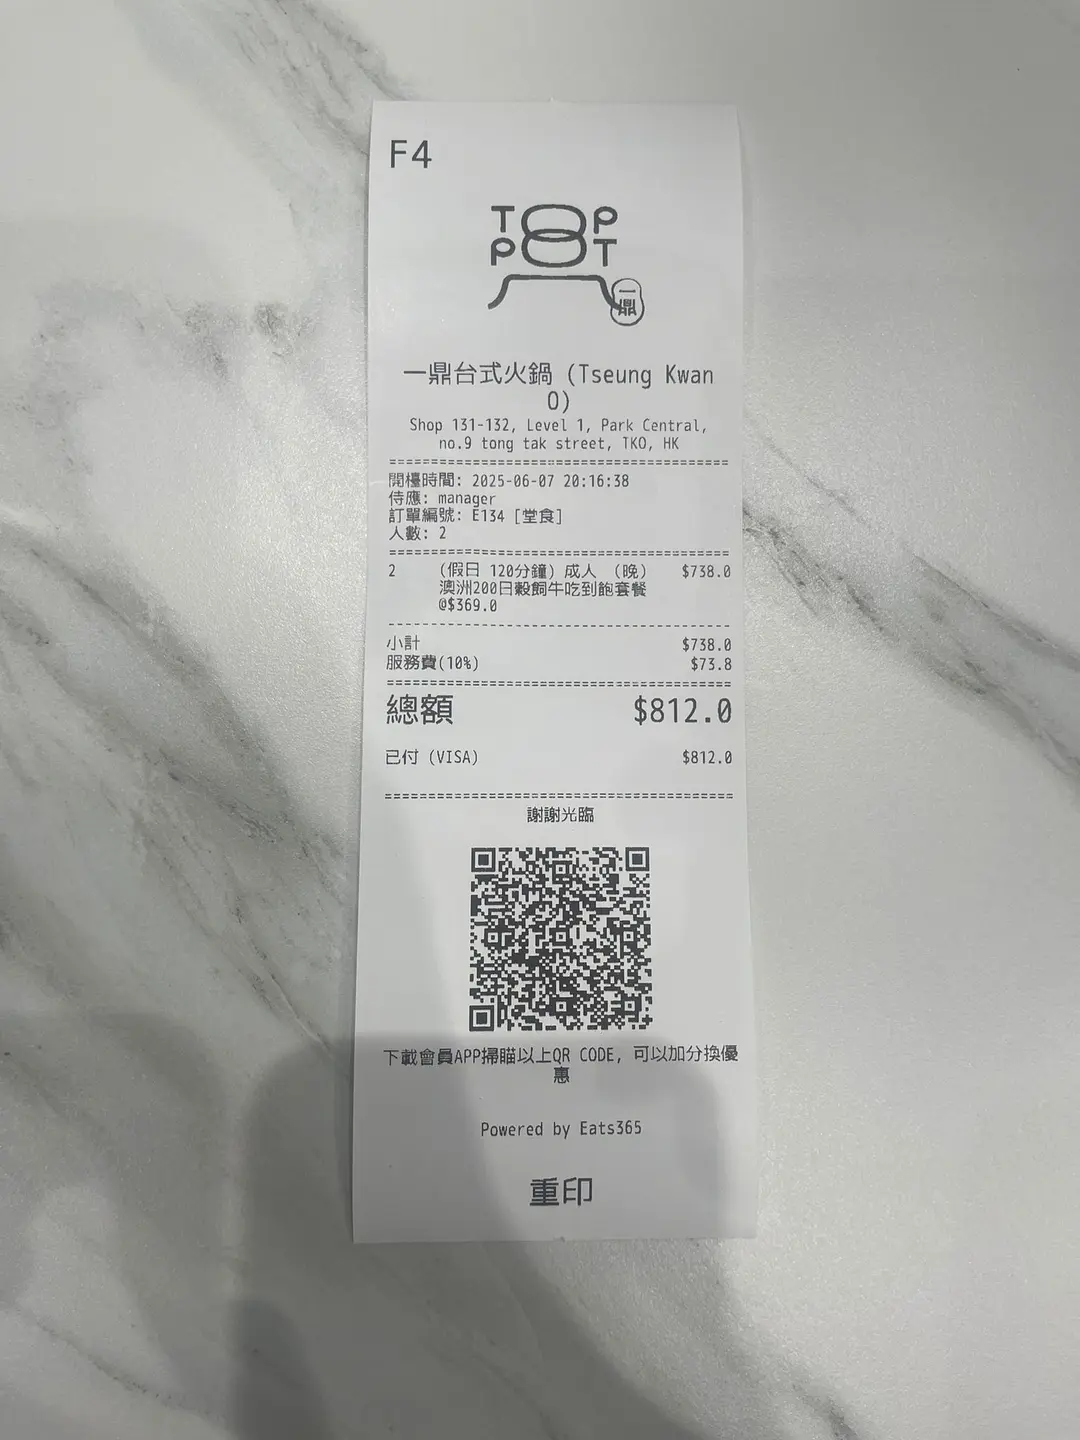 F4
TOP
POT
一鼎
一鼎台式火鍋 (Tseung Kwan
O)
Shop 131-132, Level 1, Park Central,
no.9 tong tak street, TKO, HK
開檯時間: 2025-06-07 20:16:38
侍應: manager
訂單編號: E134 [堂食]
人數: 2
2 (假日 120分鐘) 成人 (晚) $738.0
澳洲200日穀飼牛吃到飽套餐
@$369.0
小計 $738.0
服務費(10%) $73.8
總額 $812.0
已付 (VISA) $812.0
謝謝光臨
下載會員APP掃瞄以上QR CODE, 可以加分換優
惠
Powered by Eats365
重印